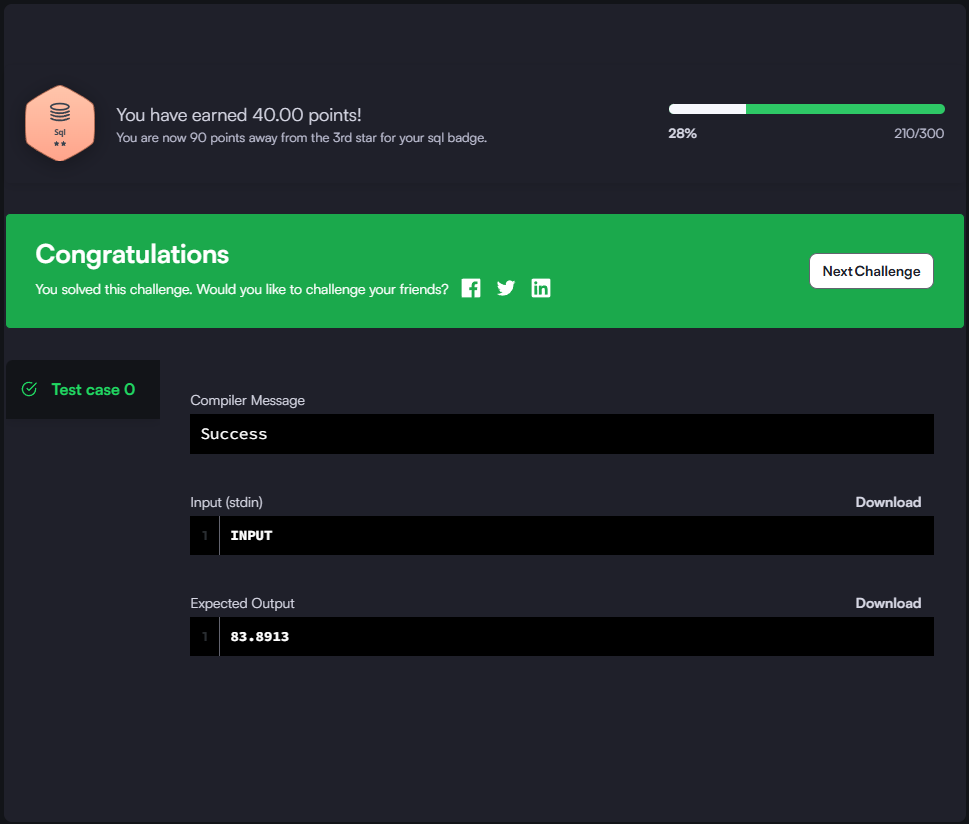 Sql
You have earned 40.00 points!
You are now 90 points away from the 3rd star for your sql badge.
28%
210/300
Congratulations
You solved this challenge. Would you like to challenge your friends?
Next Challenge
Test case 0
Compiler Message
Success
Input (stdin)
Download
1
INPUT
Expected Output
Download
1
83.8913